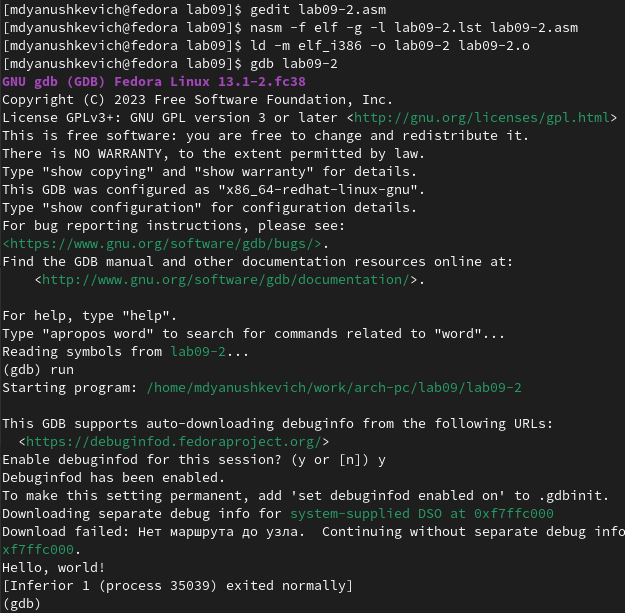 [mdyanushkevich@fedora lab09]$ gedit lab09-2.asm
[mdyanushkevich@fedora lab09]$ nasm -f elf -g -l lab09-2.lst lab09-2.asm
[mdyanushkevich@fedora lab09]$ ld -m elf_i386 -o lab09-2 lab09-2.o
[mdyanushkevich@fedora lab09]$ gdb lab09-2
GNU gdb (GDB) Fedora Linux 13.1-2.fc38
Copyright (C) 2023 Free Software Foundation, Inc.
License GPLv3+: GNU GPL version 3 or later <http://gnu.org/licenses/gpl.html>
This is free software: you are free to change and redistribute it.
There is NO WARRANTY, to the extent permitted by law.
Type "show copying" and "show warranty" for details.
This GDB was configured as "x86_64-redhat-linux-gnu".
Type "show configuration" for configuration details.
For bug reporting instructions, please see:
<https://www.gnu.org/software/gdb/bugs/>.
Find the GDB manual and other documentation resources online at:
    <http://www.gnu.org/software/gdb/documentation/>.
For help, type "help".
Type "apropos word" to search for commands related to "word"...
Reading symbols from lab09-2...
(gdb) run
Starting program: /home/mdyanushkevich/work/arch-pc/lab09/lab09-2
This GDB supports auto-downloading debuginfo from the following URLs:
  <https://debuginfod.fedoraproject.org/>
Enable debuginfod for this session? (y or [n]) y
Debuginfod has been enabled.
To make this setting permanent, add 'set debuginfod enabled on' to .gdbinit.
Downloading separate debug info for system-supplied DSO at 0xf7ffc000
Download failed: Нет маршрута до узла.  Continuing without separate debug info
xf7ffc000.
Hello, world!
[Inferior 1 (process 35039) exited normally]
(gdb)